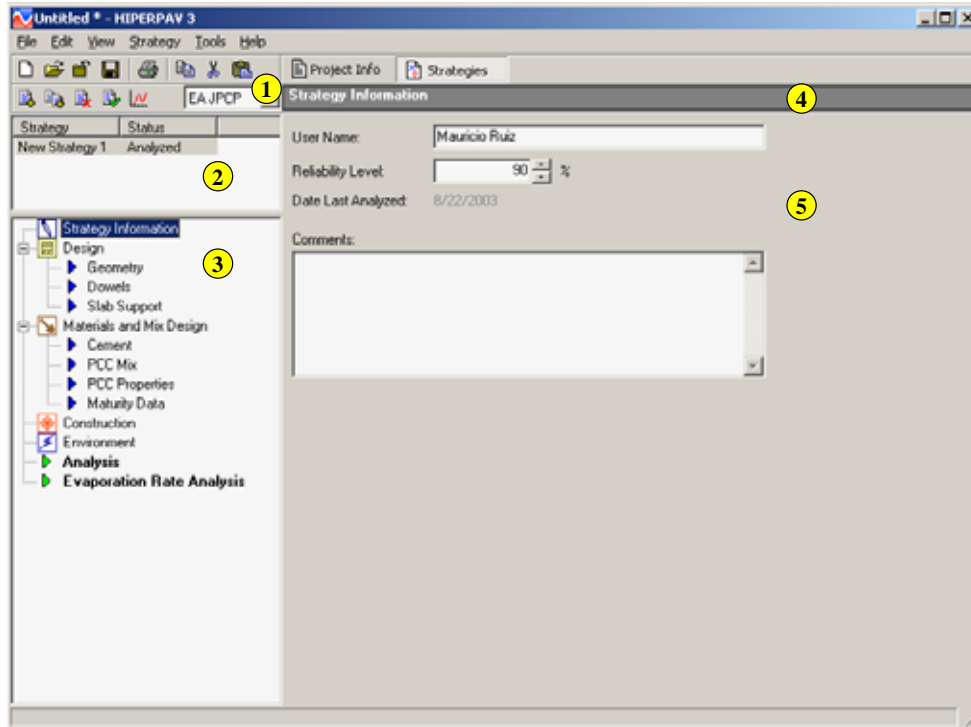 Untitled * - HIPERPAV 3
File Edit View Strategy Tools Help
Project Info Strategies
EA JPCP 1
Strategy Information 4
Strategy Status
New Strategy 1 Analyzed
2
User Name: Mauricio Ruiz
Reliability Level: 90 %
Date Last Analyzed: 8/22/2003
5
Comments:
Strategy Information
Design
3
Geometry
Dowels
Slab Support
Materials and Mix Design
Cement
PCC Mix
PCC Properties
Maturity Data
Construction
Environment
Analysis
Evaporation Rate Analysis